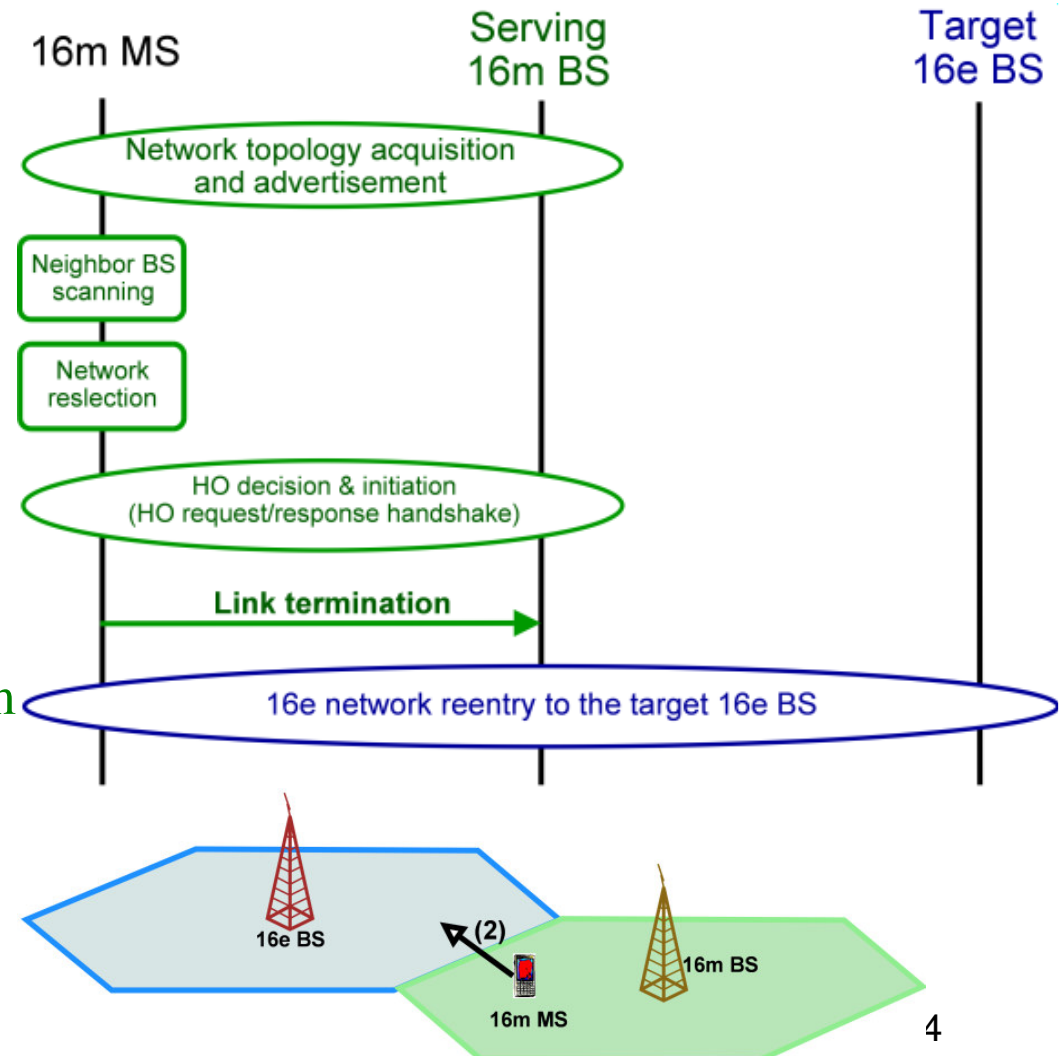 16m MS
Serving
16m BS
Target
16e BS
Network topology acquisition
and advertisement
Neighbor BS
scanning
Network
reslection
HO decision & initiation
(HO request/response handshake)
Link termination
16e network reentry to the target 16e BS
(2)
16e BS
16m BS
16m MS
4